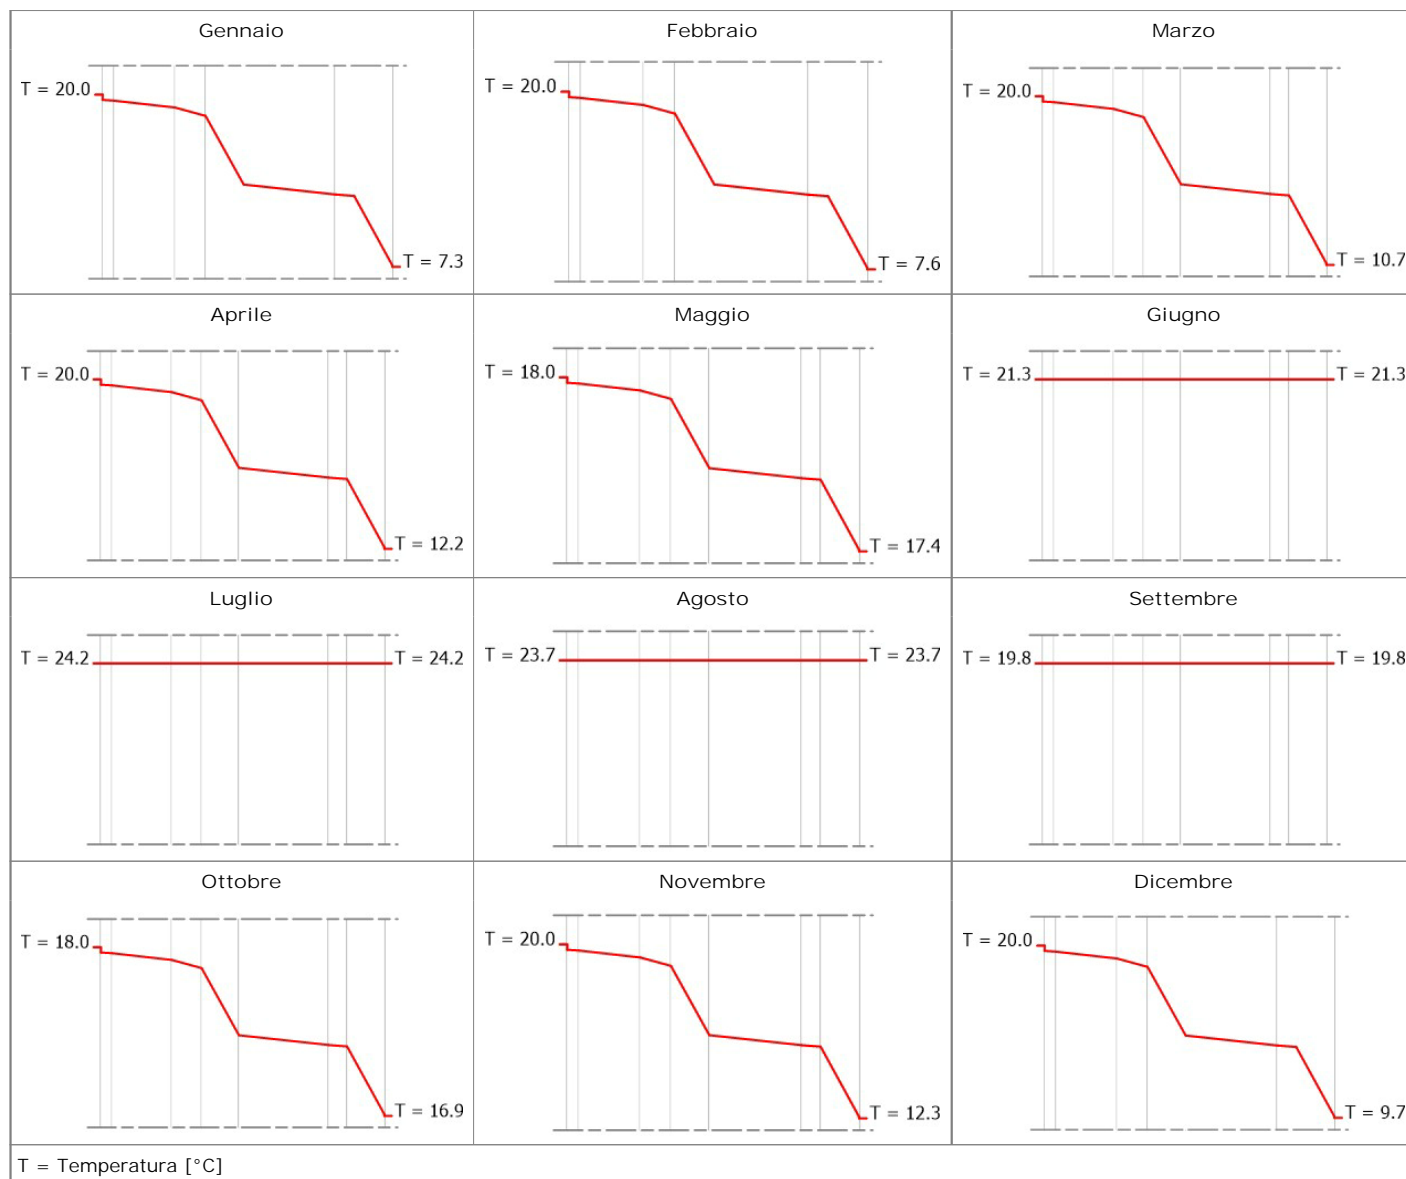 Gennaio
T = 20.0
T = 7.3
Febbraio
T = 20.0
T = 7.6
Marzo
T = 20.0
T = 10.7
Aprile
T = 20.0
T = 12.2
Maggio
T = 18.0
T = 17.4
Giugno
T = 21.3
T = 21.3
Luglio
T = 24.2
T = 24.2
Agosto
T = 23.7
T = 23.7
Settembre
T = 19.8
T = 19.8
Ottobre
T = 18.0
T = 16.9
Novembre
T = 20.0
T = 12.3
Dicembre
T = 20.0
T = 9.7
T = Temperatura [°C]